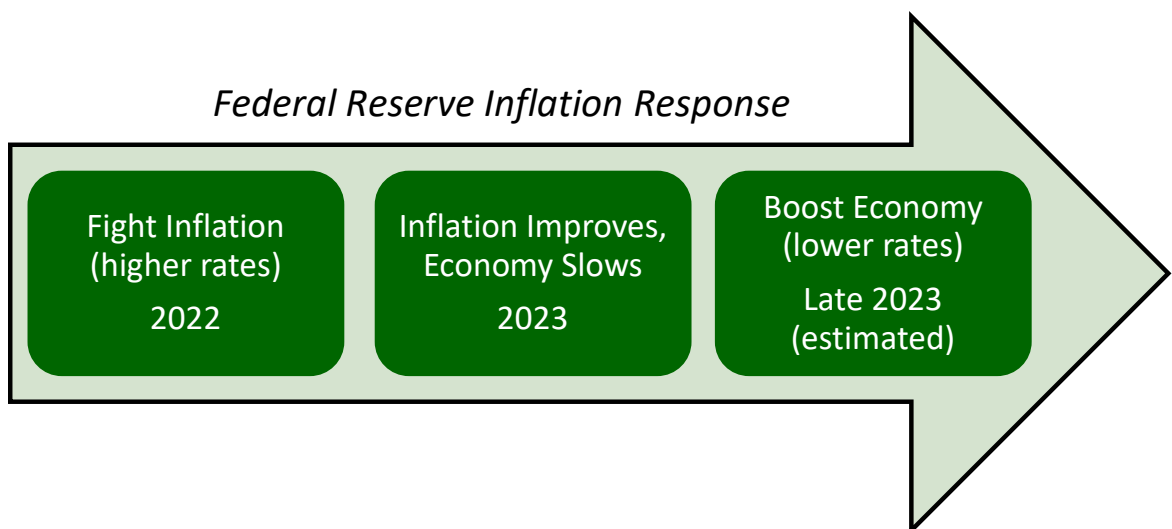 Federal Reserve Inflation Response
Fight Inflation
(higher rates)
2022
Inflation Improves,
Economy Slows
2023
Boost Economy
(lower rates)
Late 2023
(estimated)